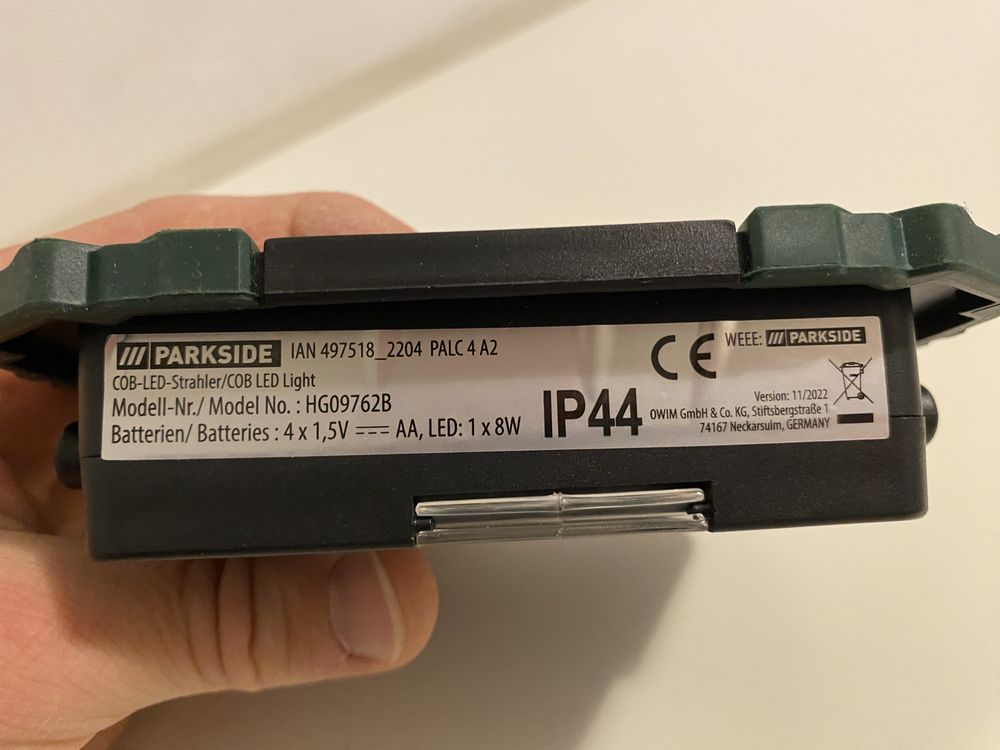 PARKSIDE IAN 497518_2204 PALC 4 A2
COB-LED-Strahler/COB LED Light
Modell-Nr./ Model No. : HG09762B
Batterien/ Batteries : 4 x 1,5V AA, LED: 1 x 8W
IP44
CE WEEE: PARKSIDE
Version: 11/2022
OWIM GmbH & Co. KG, Stiftsbergstraße 1
74167 Neckarsulm, GERMANY